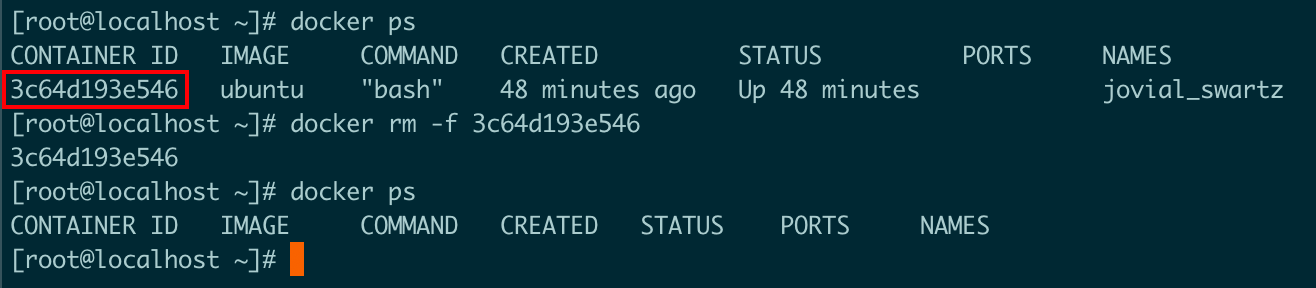 [root@localhost ~]# docker ps
CONTAINER ID   IMAGE     COMMAND   CREATED          STATUS          PORTS     NAMES
3c64d193e546   ubuntu    "bash"    48 minutes ago   Up 48 minutes             jovial_swartz
[root@localhost ~]# docker rm -f 3c64d193e546
3c64d193e546
[root@localhost ~]# docker ps
CONTAINER ID   IMAGE     COMMAND   CREATED   STATUS    PORTS     NAMES
[root@localhost ~]#